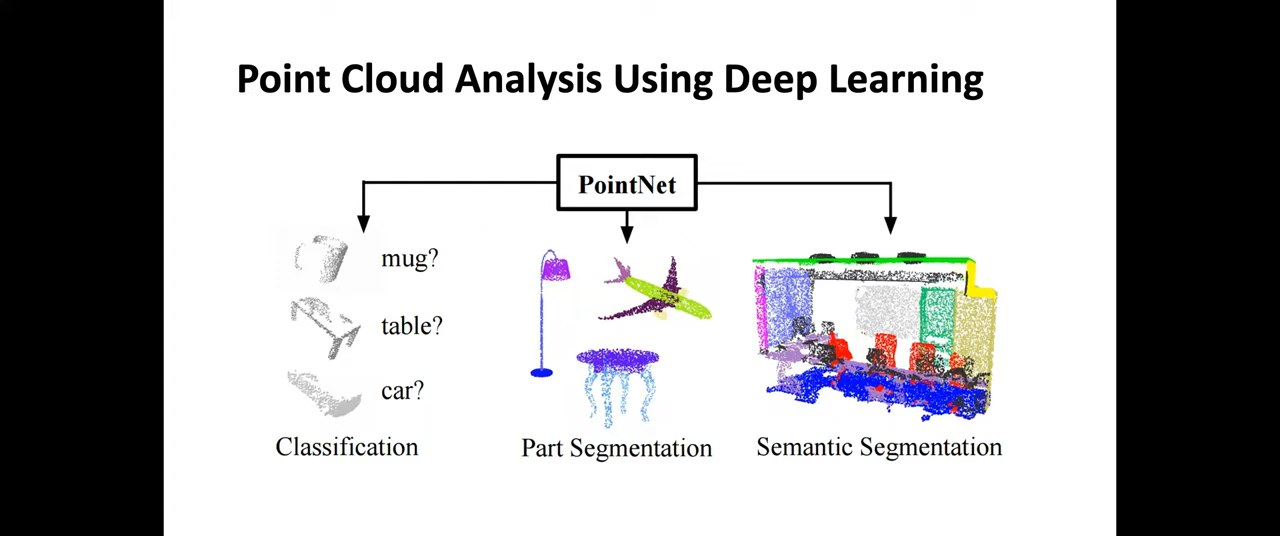 Point Cloud Analysis Using Deep Learning
PointNet
mug?
table?
car?
Classification
Part Segmentation
Semantic Segmentation